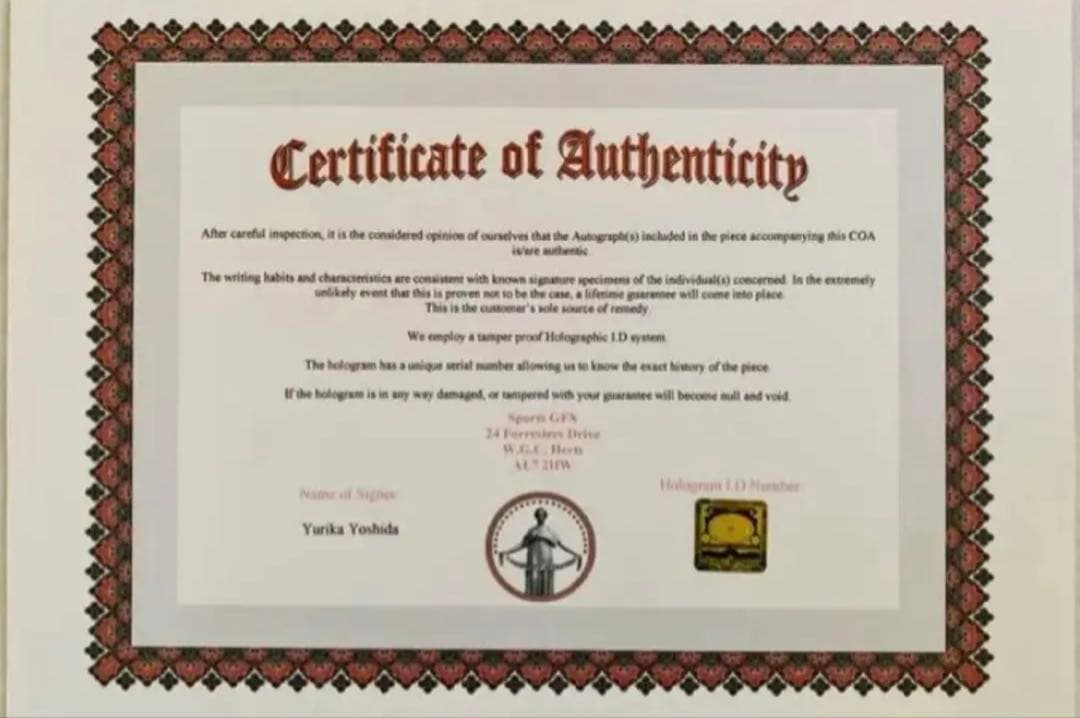 Certificate of Authenticity
After careful inspection, it is the considered opinion of ourselves that the Autograph(s) included in the piece accompanying this COA
is/are authentic
The writing habits and characteristics are consistent with known signature specimens of the individual(s) concerned. In the extremely
unlikely event that this is proven not to be the case, a lifetime guarantee will come into place.
This is the customer's sole source of remedy.
We employ a tamper proof Holographic I.D system.
The hologram has a unique serial number allowing us to know the exact history of the piece.
If the hologram is in any way damaged, or tampered with your guarantee will become null and void.
Sports GFX
24 Forresters Drive
W.G.C. Herts
AL7 2HW
Name of Signee
Hologram I.D Number
Yurika Yoshida